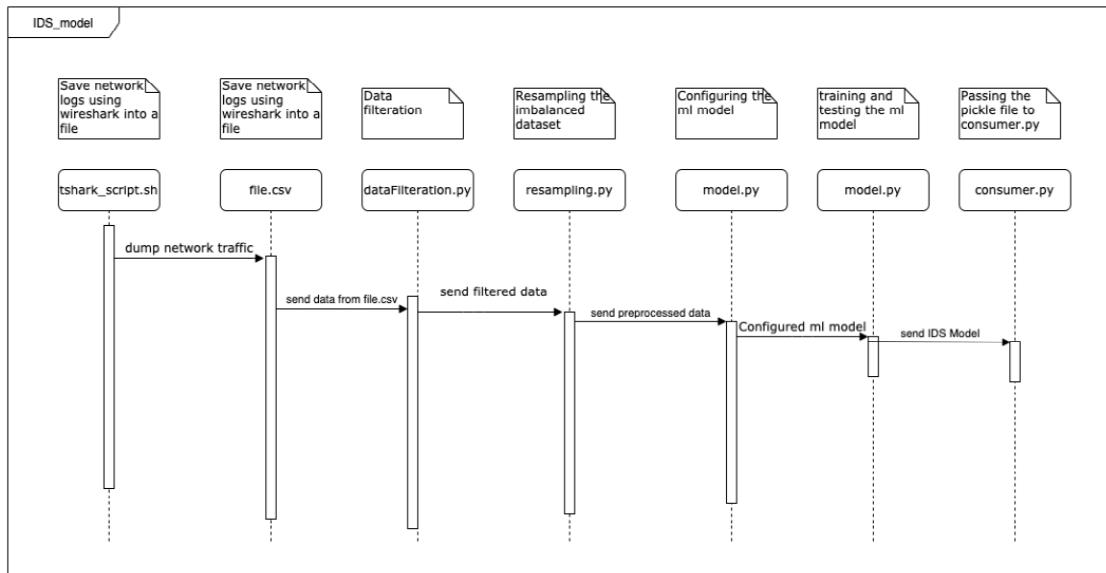 IDS_model
Save network
logs using
wireshark into a
file
Save network
logs using
wireshark into a
file
Data
filteration
Resampling the
imbalanced
dataset
Configuring the
ml model
training and
testing the ml
model
Passing the
pickle file to
consumer.py
tshark_script.sh
file.csv
dataFilteration.py
resampling.py
model.py
model.py
consumer.py
dump network traffic
send data from file.csv
send filtered data
send preprocessed data
Configured ml model
send IDS Model